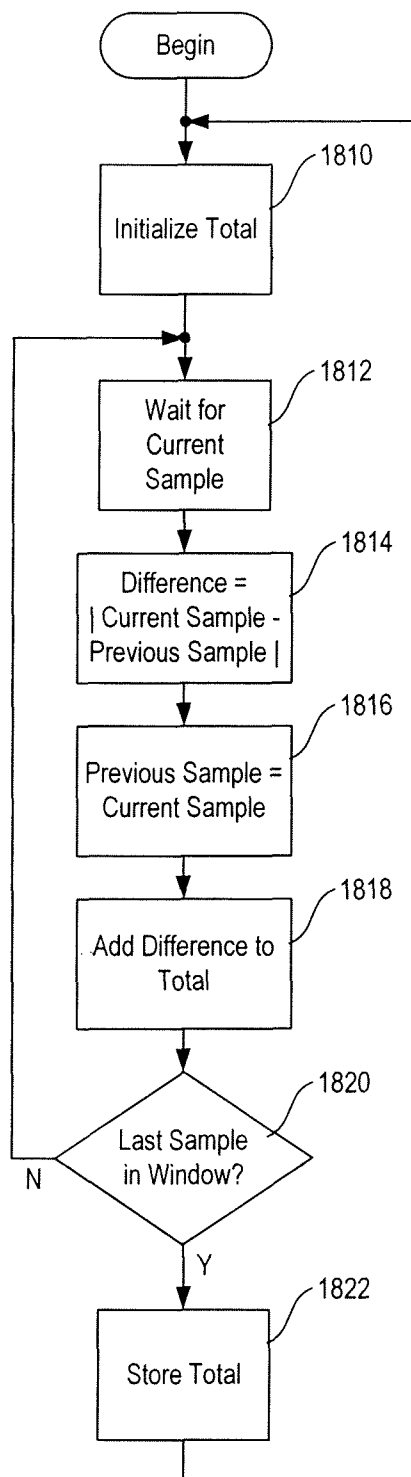 Begin
1810
Initialize Total
1812
Wait for
Current
Sample
1814
Difference =
| Current Sample -
Previous Sample |
1816
Previous Sample =
Current Sample
1818
Add Difference to
Total
1820
Last Sample
in Window?
N
Y
1822
Store Total